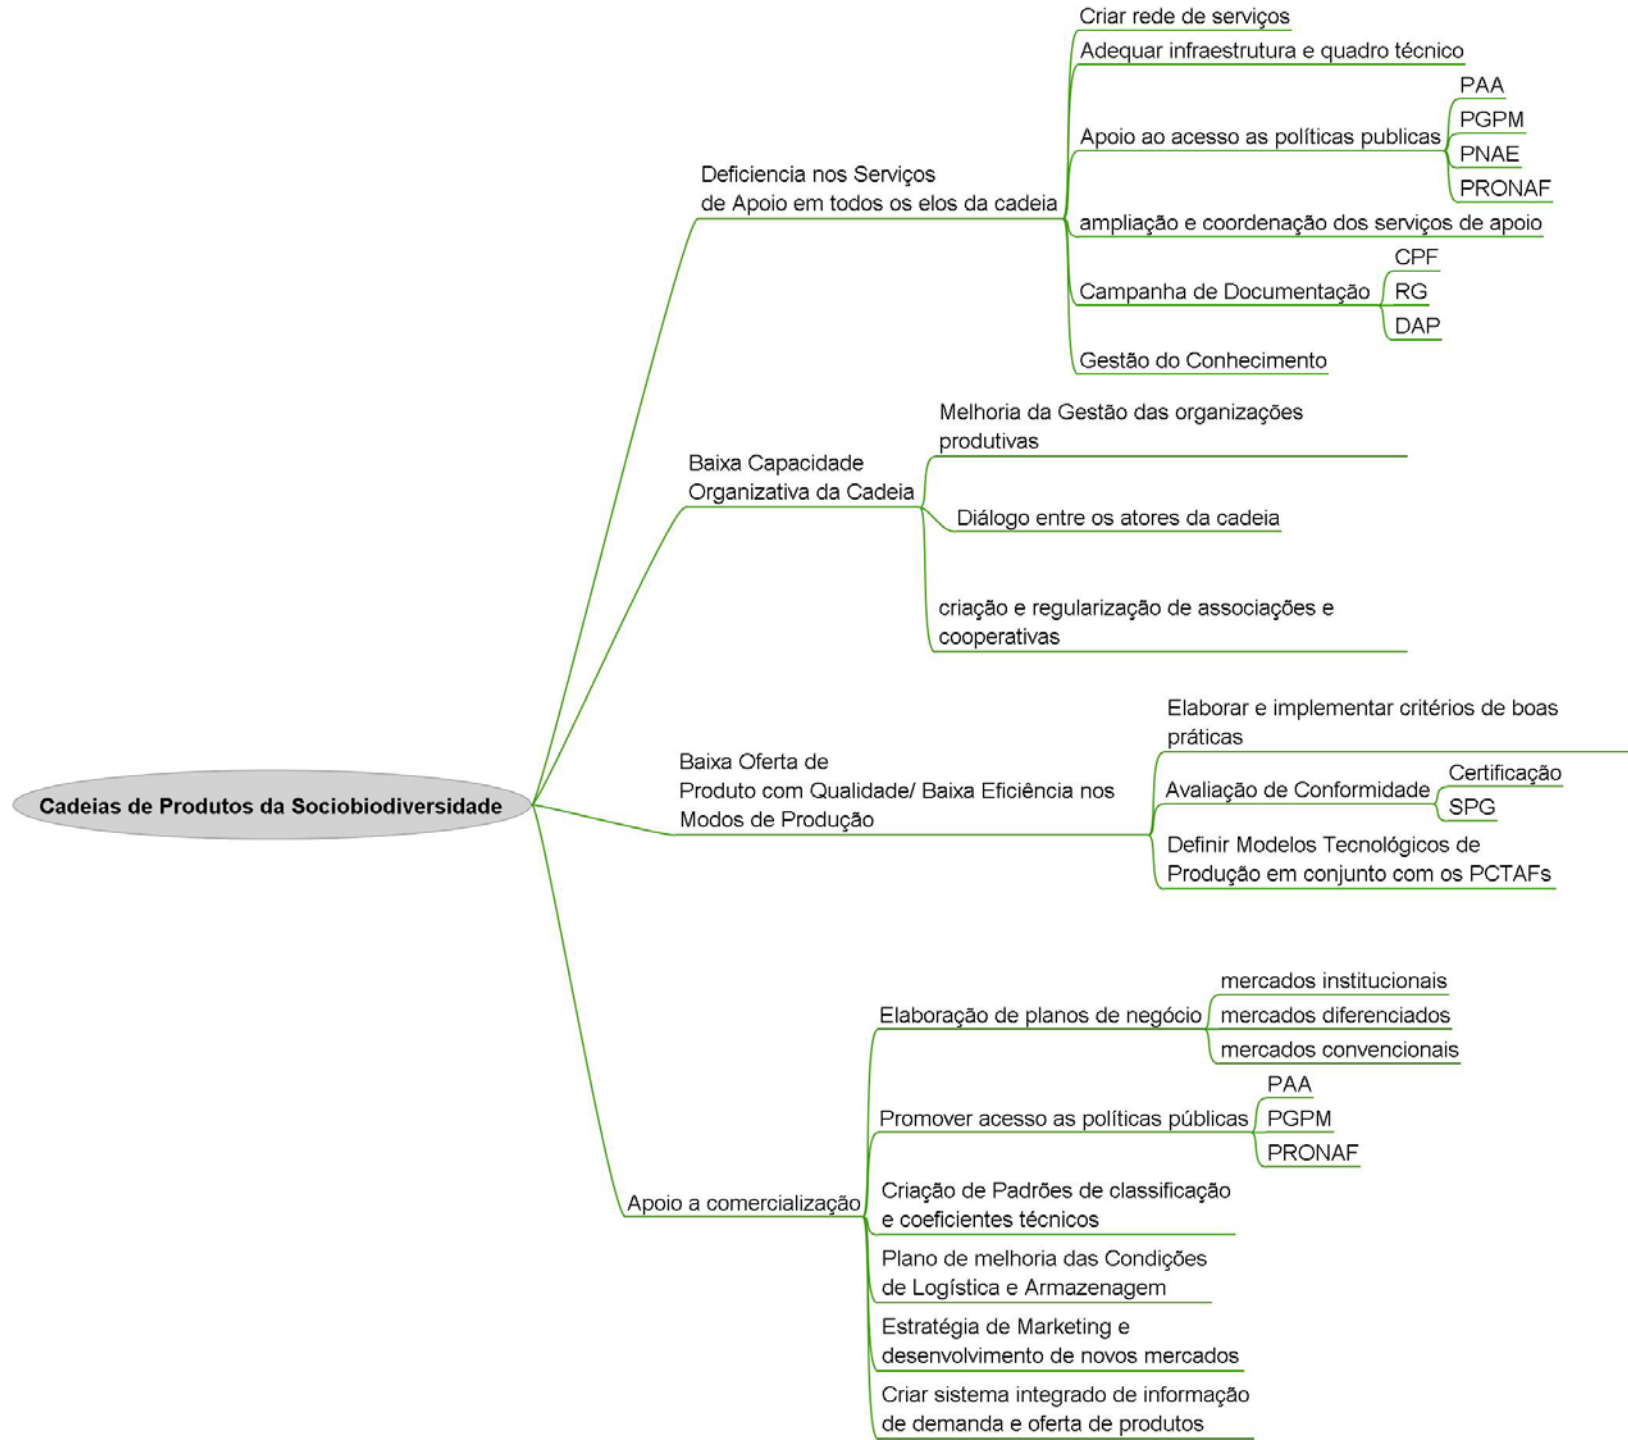 Cadeias de Produtos da Sociobiodiversidade
Deficiencia nos Serviços
de Apoio em todos os elos da cadeia
Criar rede de serviços
Adequar infraestrutura e quadro técnico
Apoio ao acesso as políticas publicas
PAA
PGPM
PNAE
PRONAF
ampliação e coordenação dos serviços de apoio
Campanha de Documentação
CPF
RG
DAP
Gestão do Conhecimento
Baixa Capacidade
Organizativa da Cadeia
Melhoria da Gestão das organizações
produtivas
Diálogo entre os atores da cadeia
criação e regularização de associações e
cooperativas
Baixa Oferta de
Produto com Qualidade/ Baixa Eficiência nos
Modos de Produção
Elaborar e implementar critérios de boas
práticas
Avaliação de Conformidade
Certificação
SPG
Definir Modelos Tecnológicos de
Produção em conjunto com os PCTAFs
Apoio a comercialização
Elaboração de planos de negócio
mercados institucionais
mercados diferenciados
mercados convencionais
Promover acesso as políticas públicas
PAA
PGPM
PRONAF
Criação de Padrões de classificação
e coeficientes técnicos
Plano de melhoria das Condições
de Logística e Armazenagem
Estratégia de Marketing e
desenvolvimento de novos mercados
Criar sistema integrado de informação
de demanda e oferta de produtos